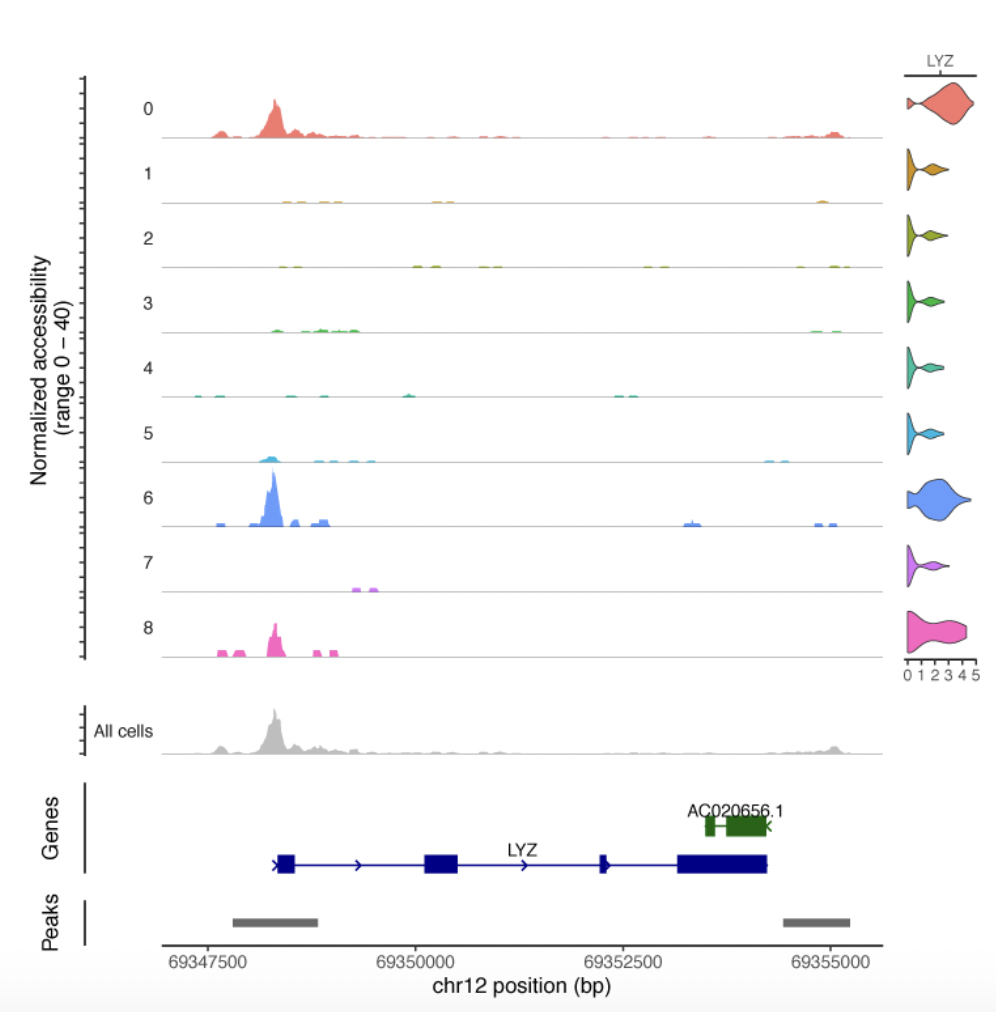 LYZ
0
1
2
3
4
5
6
7
8
Normalized accessibility
(range 0 − 40)
0 1 2 3 4 5
All cells
Genes
AC020656.1
LYZ
Peaks
69347500 69350000 69352500 69355000
chr12 position (bp)